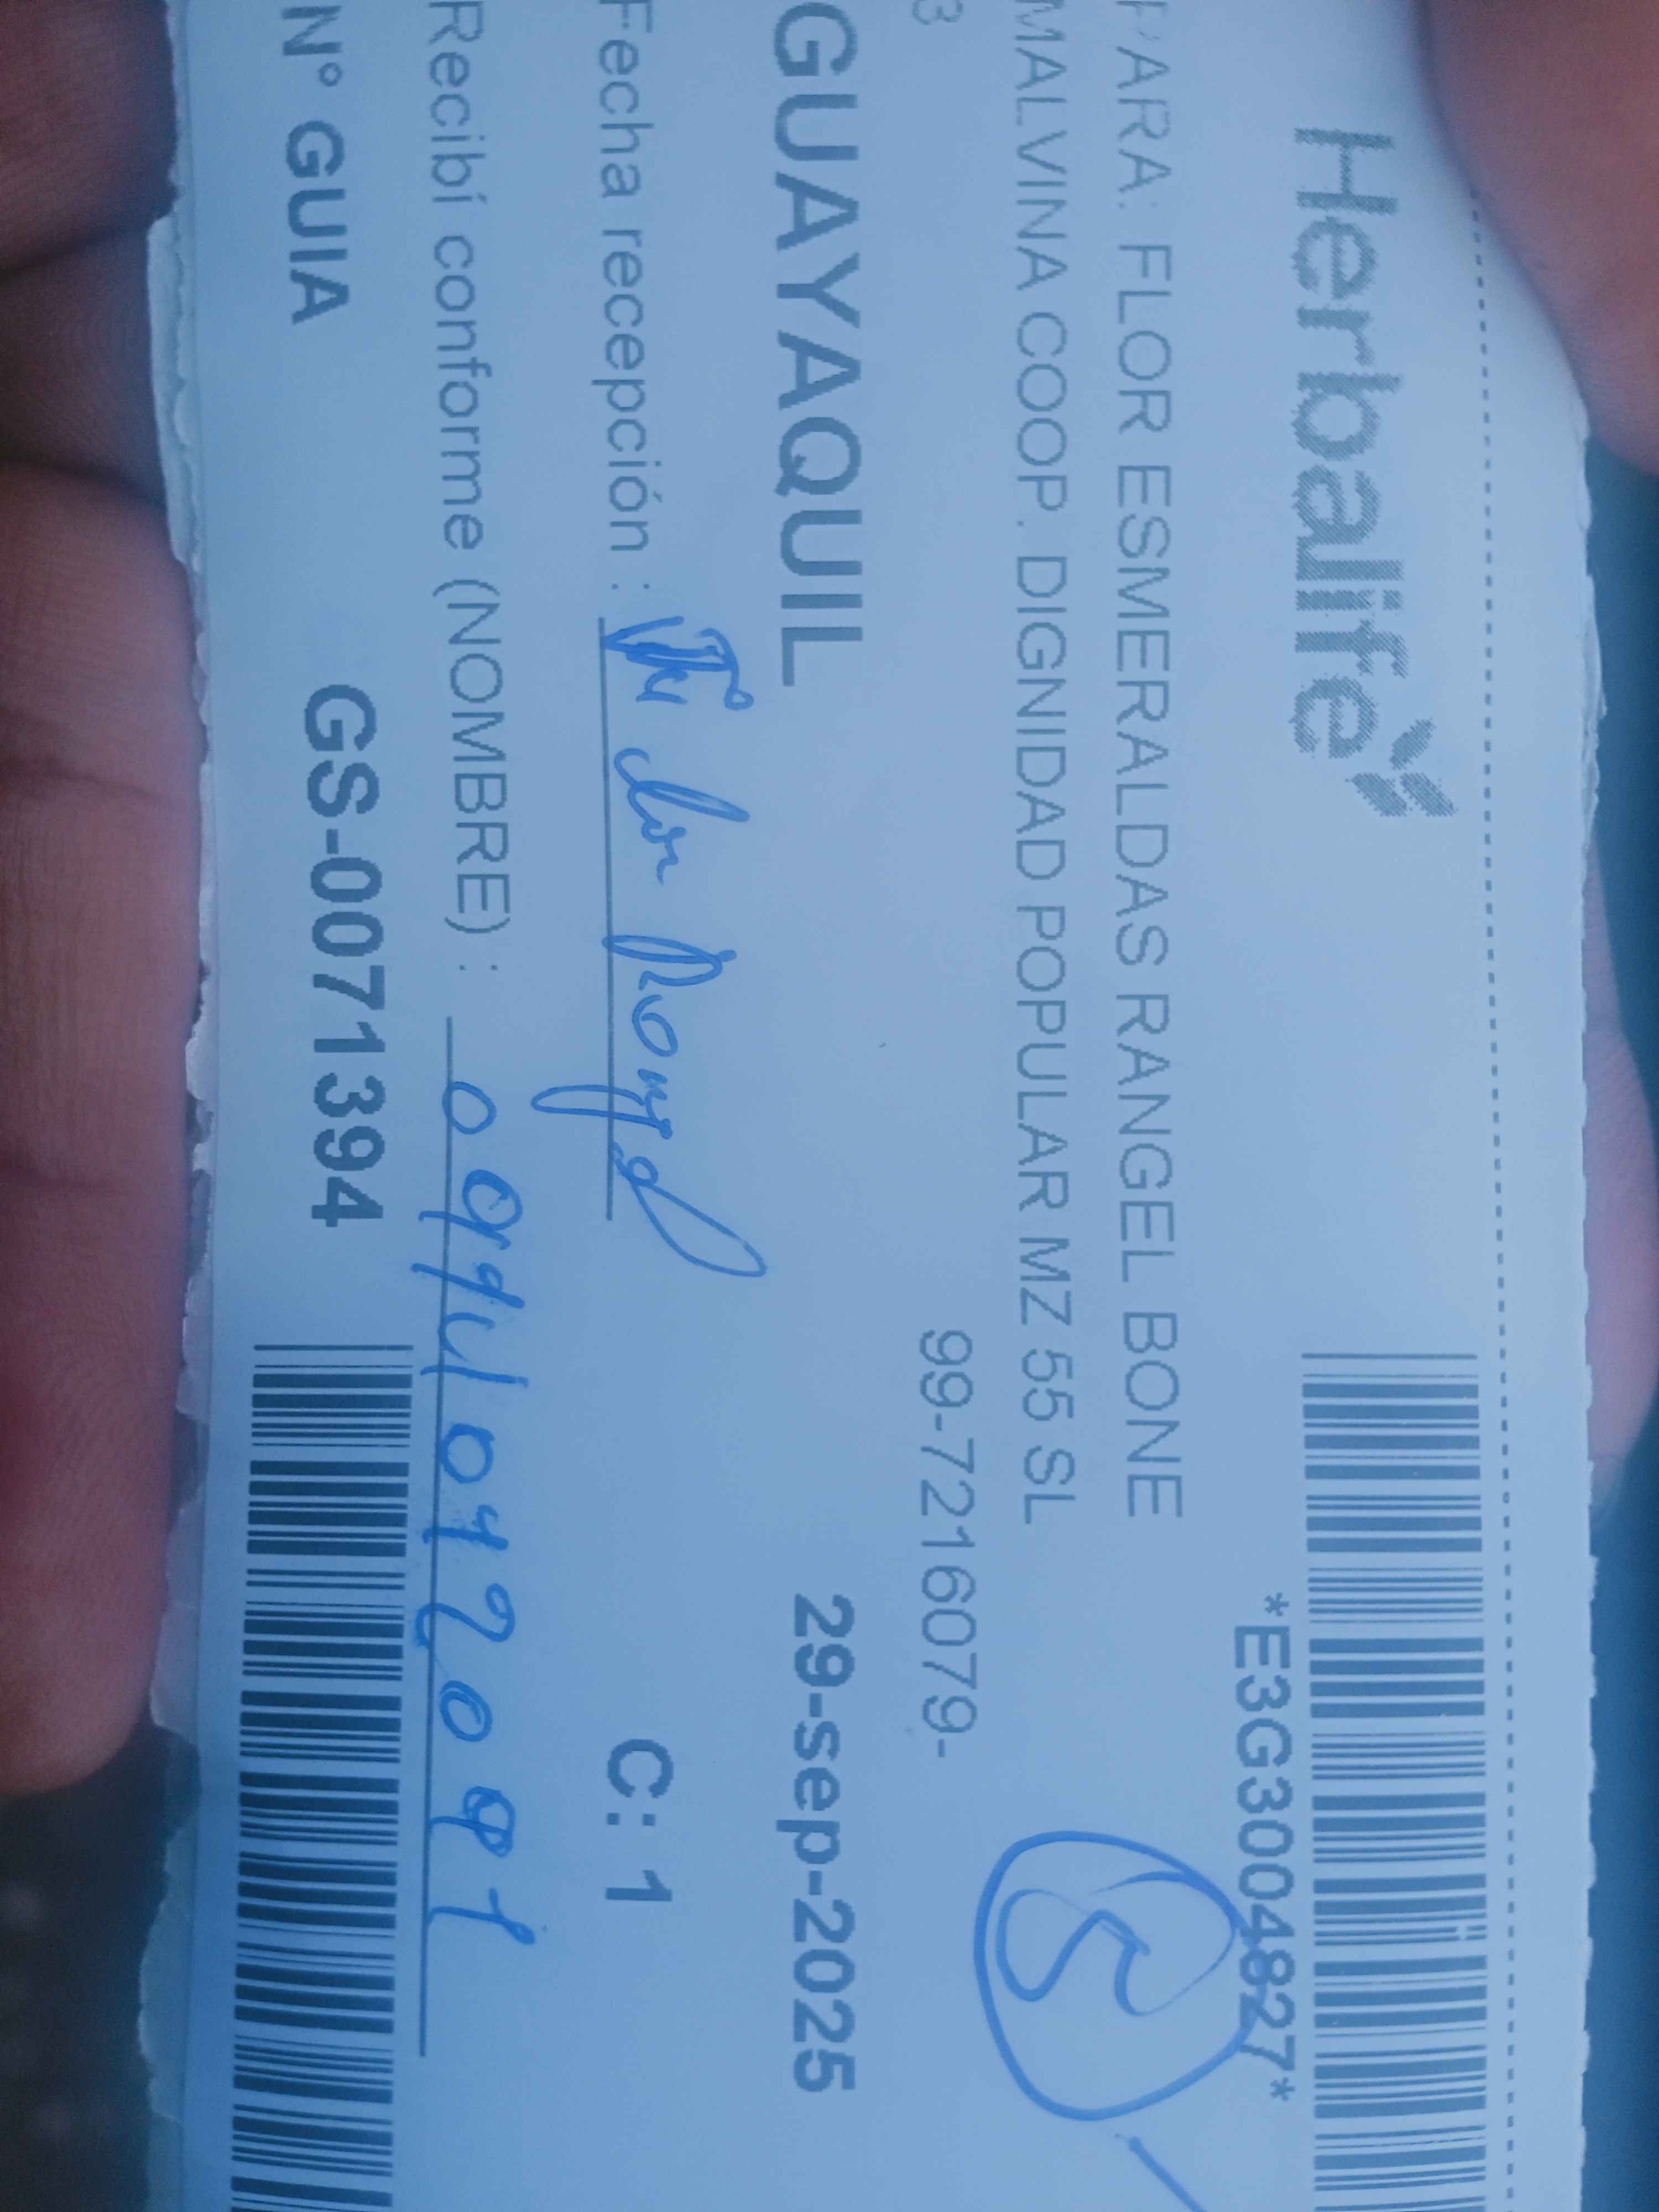 Herbalife
*E3G3004827*
PARA: FLOR ESMERALDAS RANGEL BONE
MALVINA COOP. DIGNIDAD POPULAR MZ 55 SL
3 99-7216079-
GUAYAQUIL 29-sep-2025
Fecha recepción : C: 1
Recibí conforme (NOMBRE) :
N° GUIA GS-0071394